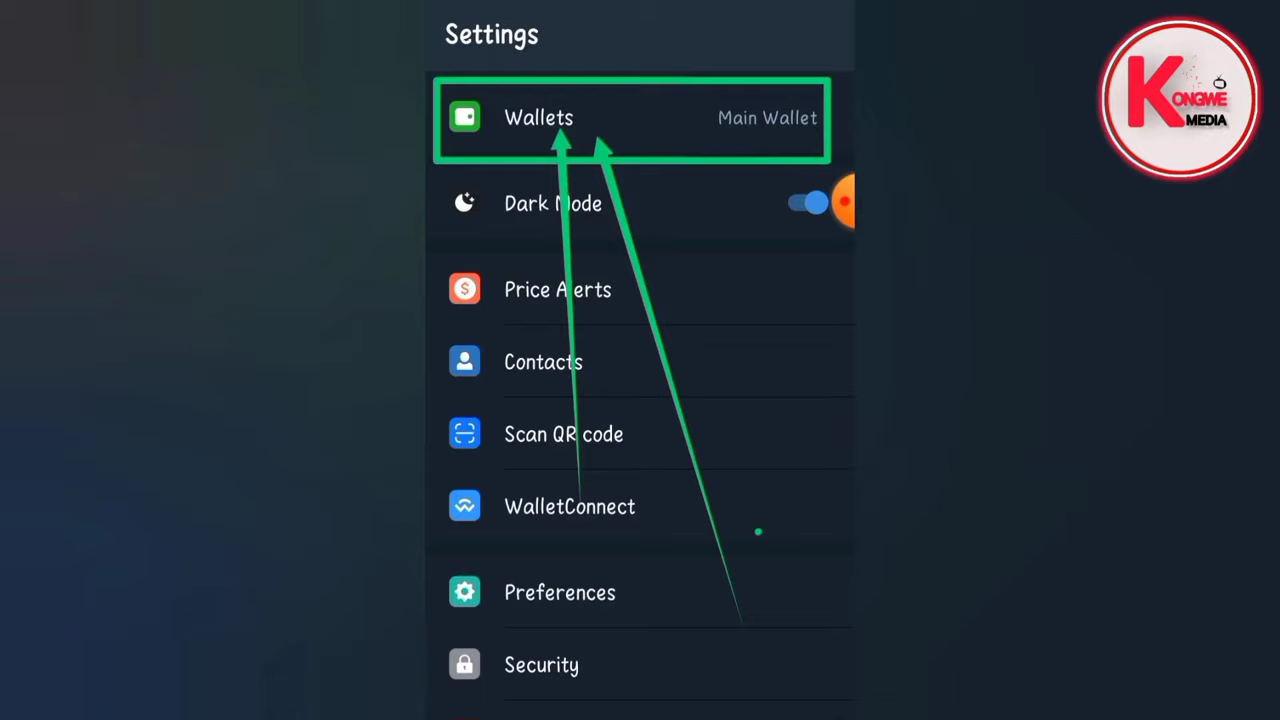 Settings
Wallets Main Wallet
Dark Mode
Price Alerts
Contacts
Scan QR code
WalletConnect
Preferences
Security
KONGWE
MEDIA